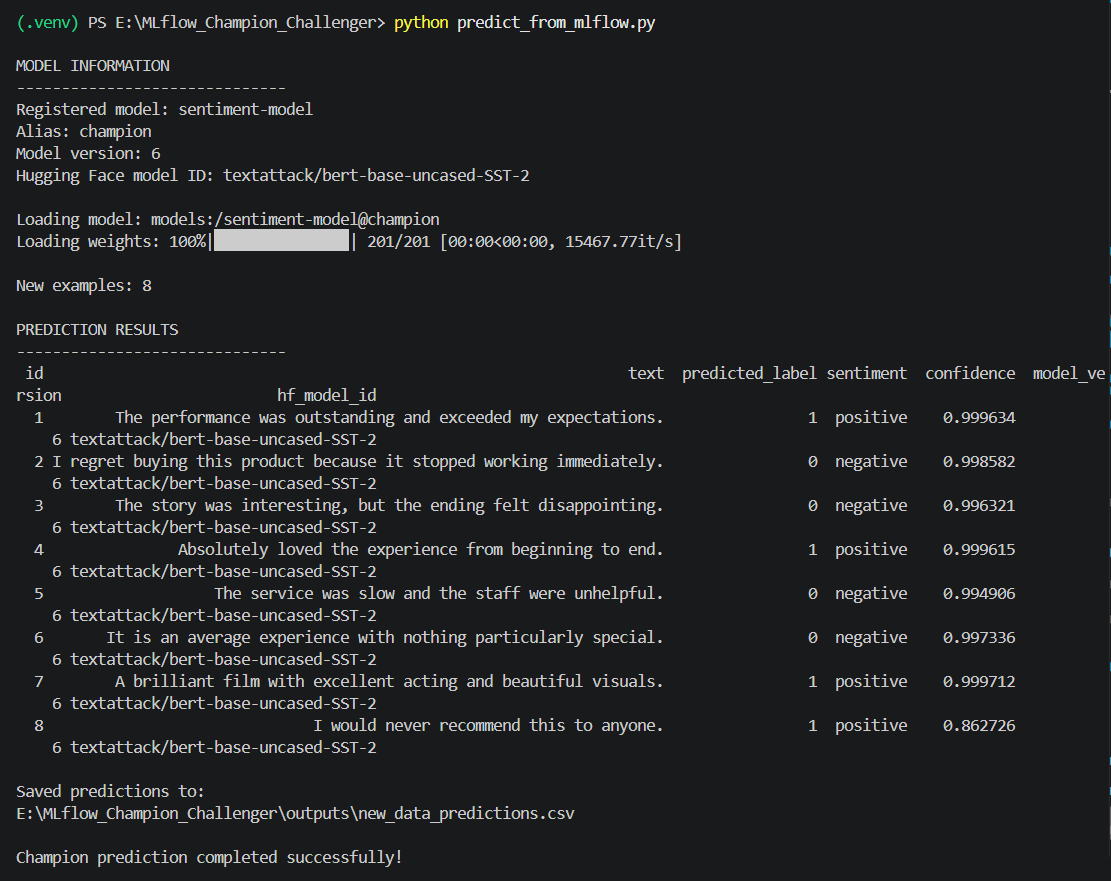 (.venv) PS E:\MLflow_Champion_Challenger> python predict_from_mlflow.py
MODEL INFORMATION
------------------------------
Registered model: sentiment-model
Alias: champion
Model version: 6
Hugging Face model ID: textattack/bert-base-uncased-SST-2
Loading model: models:/sentiment-model@champion
Loading weights: 100%|███████████████| 201/201 [00:00<00:00, 15467.77it/s]
New examples: 8
PREDICTION RESULTS
------------------------------
id text predicted_label sentiment confidence model_ve
rsion hf_model_id
1 The performance was outstanding and exceeded my expectations. 1 positive 0.999634
6 textattack/bert-base-uncased-SST-2
2 I regret buying this product because it stopped working immediately. 0 negative 0.998582
6 textattack/bert-base-uncased-SST-2
3 The story was interesting, but the ending felt disappointing. 0 negative 0.996321
6 textattack/bert-base-uncased-SST-2
4 Absolutely loved the experience from beginning to end. 1 positive 0.999615
6 textattack/bert-base-uncased-SST-2
5 The service was slow and the staff were unhelpful. 0 negative 0.994906
6 textattack/bert-base-uncased-SST-2
6 It is an average experience with nothing particularly special. 0 negative 0.997336
6 textattack/bert-base-uncased-SST-2
7 A brilliant film with excellent acting and beautiful visuals. 1 positive 0.999712
6 textattack/bert-base-uncased-SST-2
8 I would never recommend this to anyone. 1 positive 0.862726
6 textattack/bert-base-uncased-SST-2
Saved predictions to:
E:\MLflow_Champion_Challenger\outputs\new_data_predictions.csv
Champion prediction completed successfully!